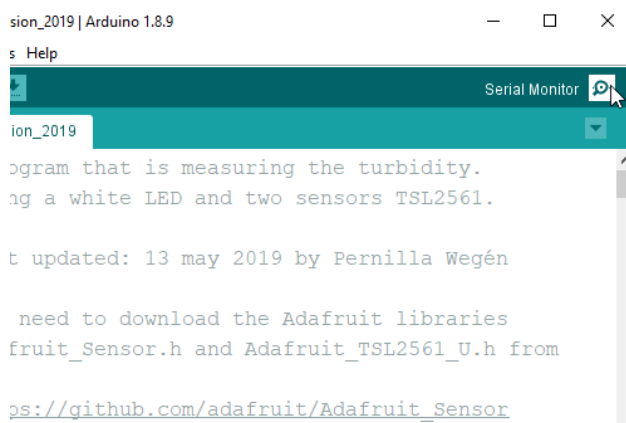 sion_2019 | Arduino 1.8.9
s Help
Serial Monitor
ion_2019
ogram that is measuring the turbidity.
ng a white LED and two sensors TSL2561.
t updated: 13 may 2019 by Pernilla Wegén
need to download the Adafruit libraries
fruit_Sensor.h and Adafruit_TSL2561_U.h from
ps://github.com/adafruit/Adafruit_Sensor